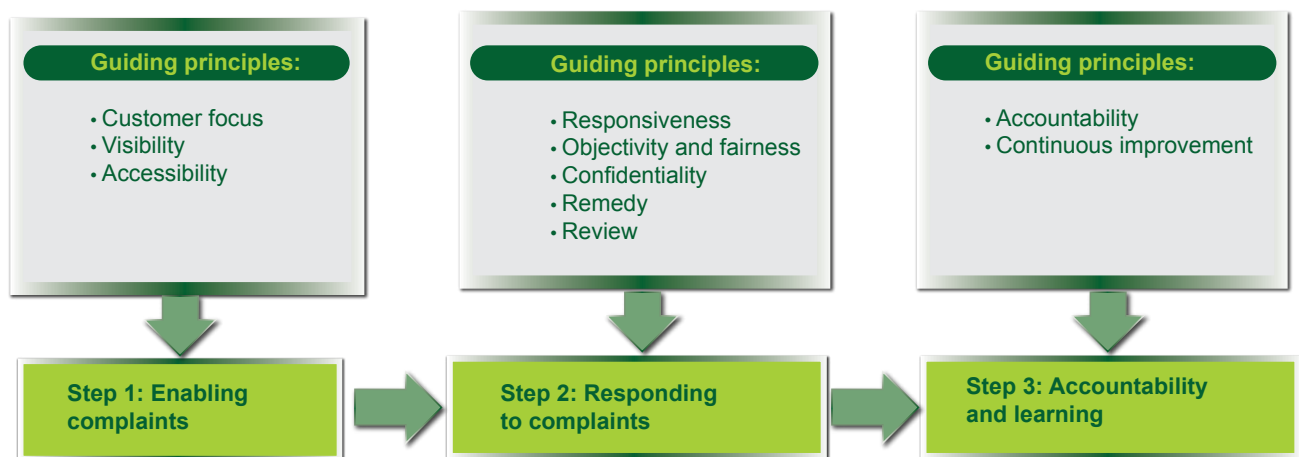 Guiding principles:
• Customer focus
• Visibility
• Accessibility
Guiding principles:
• Responsiveness
• Objectivity and fairness
• Confidentiality
• Remedy
• Review
Guiding principles:
• Accountability
• Continuous improvement
Step 1: Enabling
complaints
Step 2: Responding
to complaints
Step 3: Accountability
and learning